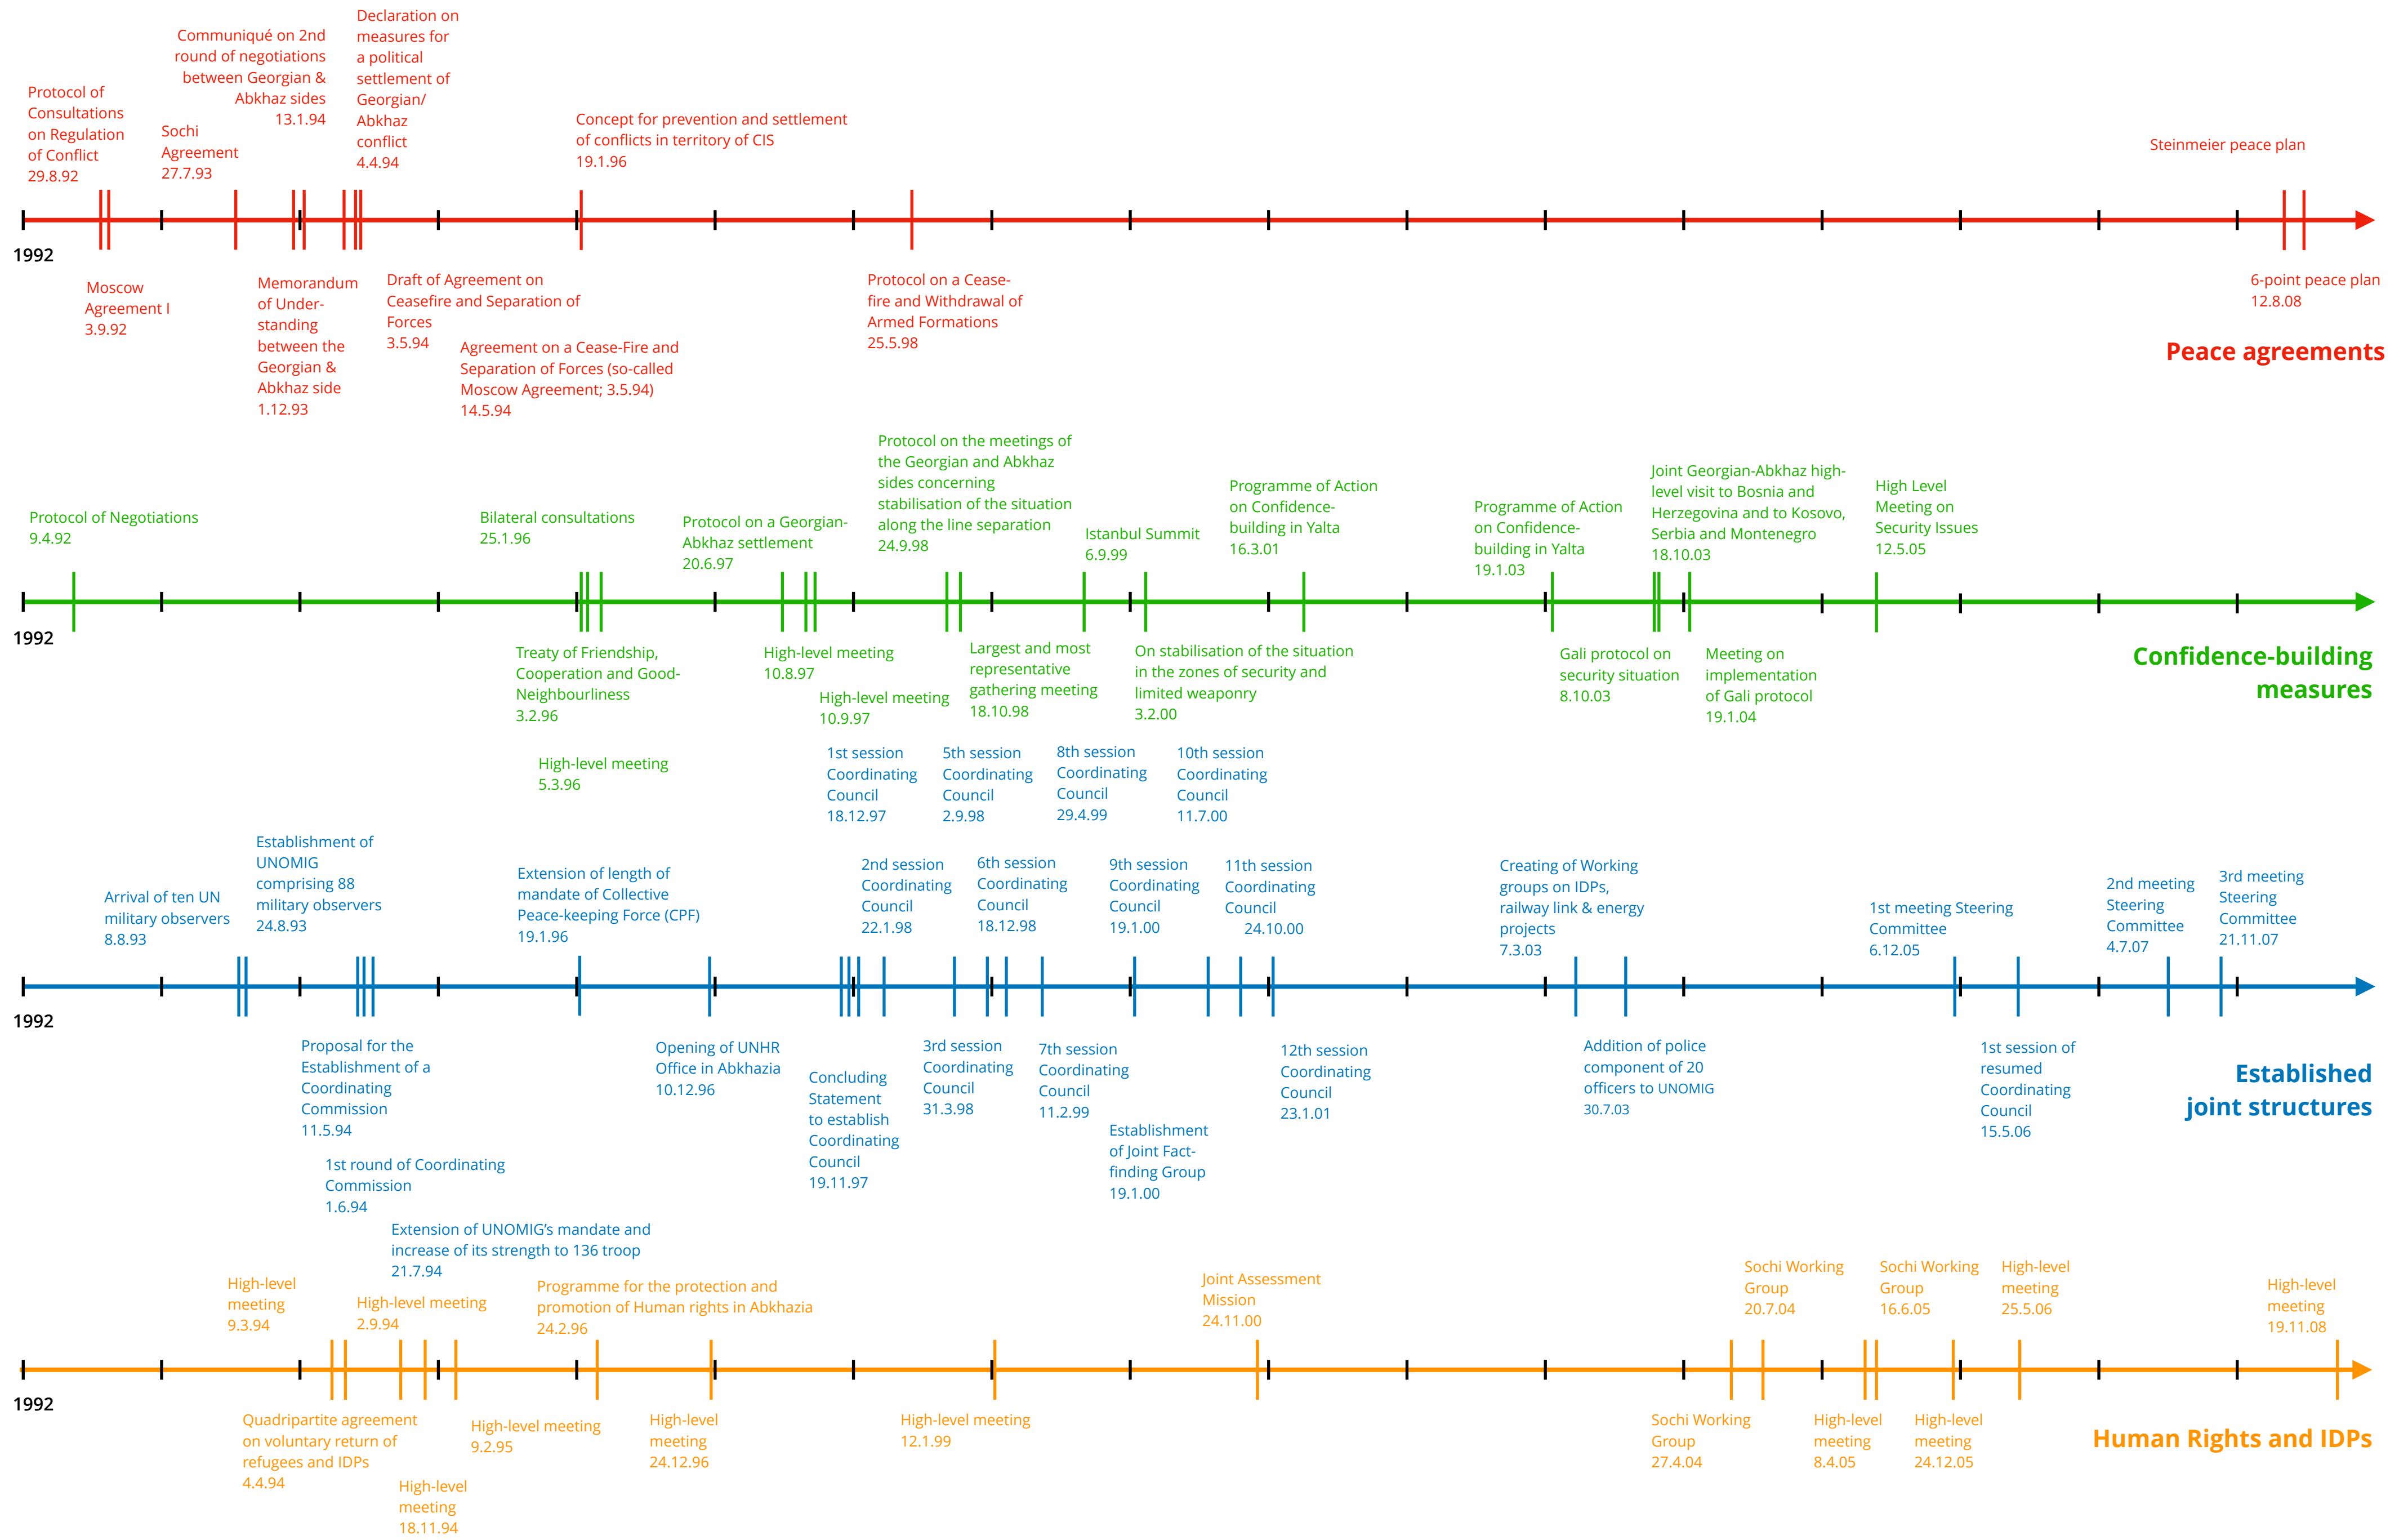 Declaration on
measures for
a political
settlement of
Georgian/
Abkhaz
conflict
4.4.94
Communiqué on 2nd
round of negotiations
between Georgian &
Abkhaz sides
13.1.94
Protocol of
Consultations
on Regulation
of Conflict
29.8.92
Sochi
Agreement
27.7.93
Concept for prevention and settlement
of conflicts in territory of CIS
19.1.96
Steinmeier peace plan
1992
Moscow
Agreement I
3.9.92
Memorandum
of Under-
standing
between the
Georgian &
Abkhaz side
1.12.93
Draft of Agreement on
Ceasefire and Separation of
Forces
3.5.94
Agreement on a Cease-Fire and
Separation of Forces (so-called
Moscow Agreement; 3.5.94)
14.5.94
Protocol on a Cease-
fire and Withdrawal of
Armed Formations
25.5.98
6-point peace plan
12.8.08
Peace agreements
Protocol of Negotiations
9.4.92
Bilateral consultations
25.1.96
Protocol on a Georgian-
Abkhaz settlement
20.6.97
Protocol on the meetings of
the Georgian and Abkhaz
sides concerning
stabilisation of the situation
along the line separation
24.9.98
Istanbul Summit
6.9.99
Programme of Action
on Confidence-
building in Yalta
16.3.01
Programme of Action
on Confidence-
building in Yalta
19.1.03
Joint Georgian-Abkhaz high-
level visit to Bosnia and
Herzegovina and to Kosovo,
Serbia and Montenegro
18.10.03
High Level
Meeting on
Security Issues
12.5.05
1992
Treaty of Friendship,
Cooperation and Good-
Neighbourliness
3.2.96
High-level meeting
5.3.96
High-level meeting
10.8.97
High-level meeting
10.9.97
Largest and most
representative
gathering meeting
18.10.98
On stabilisation of the situation
in the zones of security and
limited weaponry
3.2.00
Gali protocol on
security situation
8.10.03
Meeting on
implementation
of Gali protocol
19.1.04
Confidence-building
measures
1st session
Coordinating
Council
18.12.97
5th session
Coordinating
Council
2.9.98
8th session
Coordinating
Council
29.4.99
10th session
Coordinating
Council
11.7.00
Arrival of ten UN
military observers
8.8.93
Establishment of
UNOMIG
comprising 88
military observers
24.8.93
Extension of length of
mandate of Collective
Peace-keeping Force (CPF)
19.1.96
2nd session
Coordinating
Council
22.1.98
6th session
Coordinating
Council
18.12.98
9th session
Coordinating
Council
19.1.00
11th session
Coordinating
Council
24.10.00
Creating of Working
groups on IDPs,
railway link & energy
projects
7.3.03
1st meeting Steering
Committee
6.12.05
2nd meeting
Steering
Committee
4.7.07
3rd meeting
Steering
Committee
21.11.07
1992
Proposal for the
Establishment of a
Coordinating
Commission
11.5.94
1st round of Coordinating
Commission
1.6.94
Extension of UNOMIG’s mandate and
increase of its strength to 136 troop
21.7.94
Opening of UNHR
Office in Abkhazia
10.12.96
Concluding
Statement
to establish
Coordinating
Council
19.11.97
3rd session
Coordinating
Council
31.3.98
7th session
Coordinating
Council
11.2.99
Establishment
of Joint Fact-
finding Group
19.1.00
12th session
Coordinating
Council
23.1.01
Addition of police
component of 20
officers to UNOMIG
30.7.03
1st session of
resumed
Coordinating
Council
15.5.06
Established
joint structures
High-level
meeting
9.3.94
High-level meeting
2.9.94
Programme for the protection and
promotion of Human rights in Abkhazia
24.2.96
Joint Assessment
Mission
24.11.00
Sochi Working
Group
20.7.04
Sochi Working
Group
16.6.05
High-level
meeting
25.5.06
High-level
meeting
19.11.08
1992
Quadripartite agreement
on voluntary return of
refugees and IDPs
4.4.94
High-level
meeting
18.11.94
High-level meeting
9.2.95
High-level
meeting
24.12.96
High-level meeting
12.1.99
Sochi Working
Group
27.4.04
High-level
meeting
8.4.05
High-level
meeting
24.12.05
Human Rights and IDPs